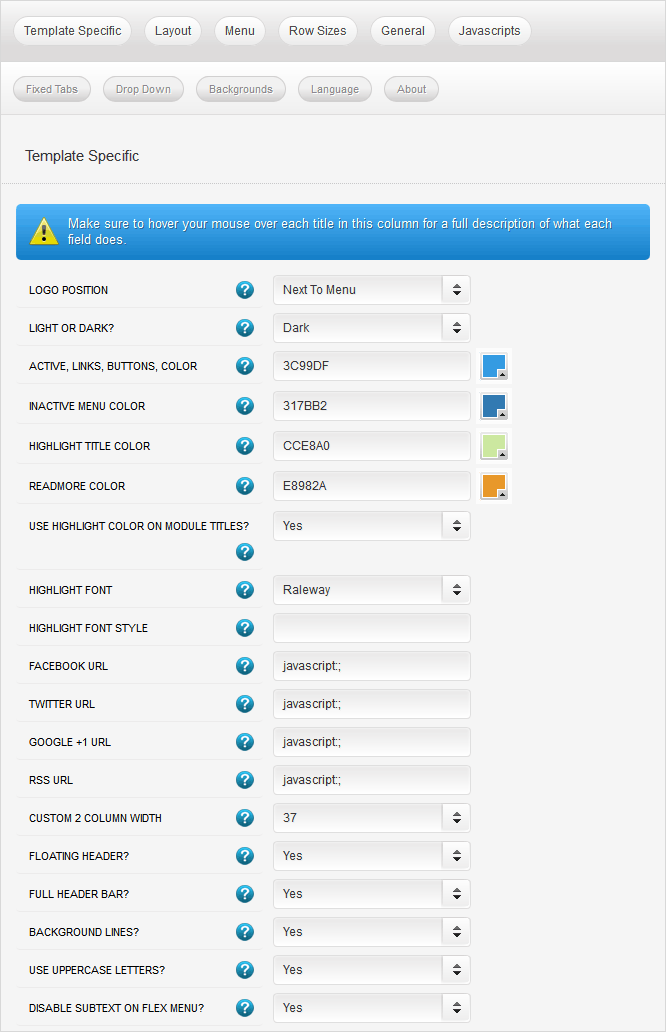 Template Specific Layout Menu Row Sizes General Javascripts
Fixed Tabs Drop Down Backgrounds Language About
Template Specific
Make sure to hover your mouse over each title in this column for a full description of what each
field does.
LOGO POSITION ? Next To Menu
LIGHT OR DARK? ? Dark
ACTIVE, LINKS, BUTTONS, COLOR ? 3C99DF
INACTIVE MENU COLOR ? 317BB2
HIGHLIGHT TITLE COLOR ? CCE8A0
READMORE COLOR ? E8982A
USE HIGHLIGHT COLOR ON MODULE TITLES? Yes
?
HIGHLIGHT FONT ? Raleway
HIGHLIGHT FONT STYLE ?
FACEBOOK URL ? javascript:;
TWITTER URL ? javascript:;
GOOGLE +1 URL ? javascript:;
RSS URL ? javascript:;
CUSTOM 2 COLUMN WIDTH ? 37
FLOATING HEADER? ? Yes
FULL HEADER BAR? ? Yes
BACKGROUND LINES? ? Yes
USE UPPERCASE LETTERS? ? Yes
DISABLE SUBTEXT ON FLEX MENU? ? Yes